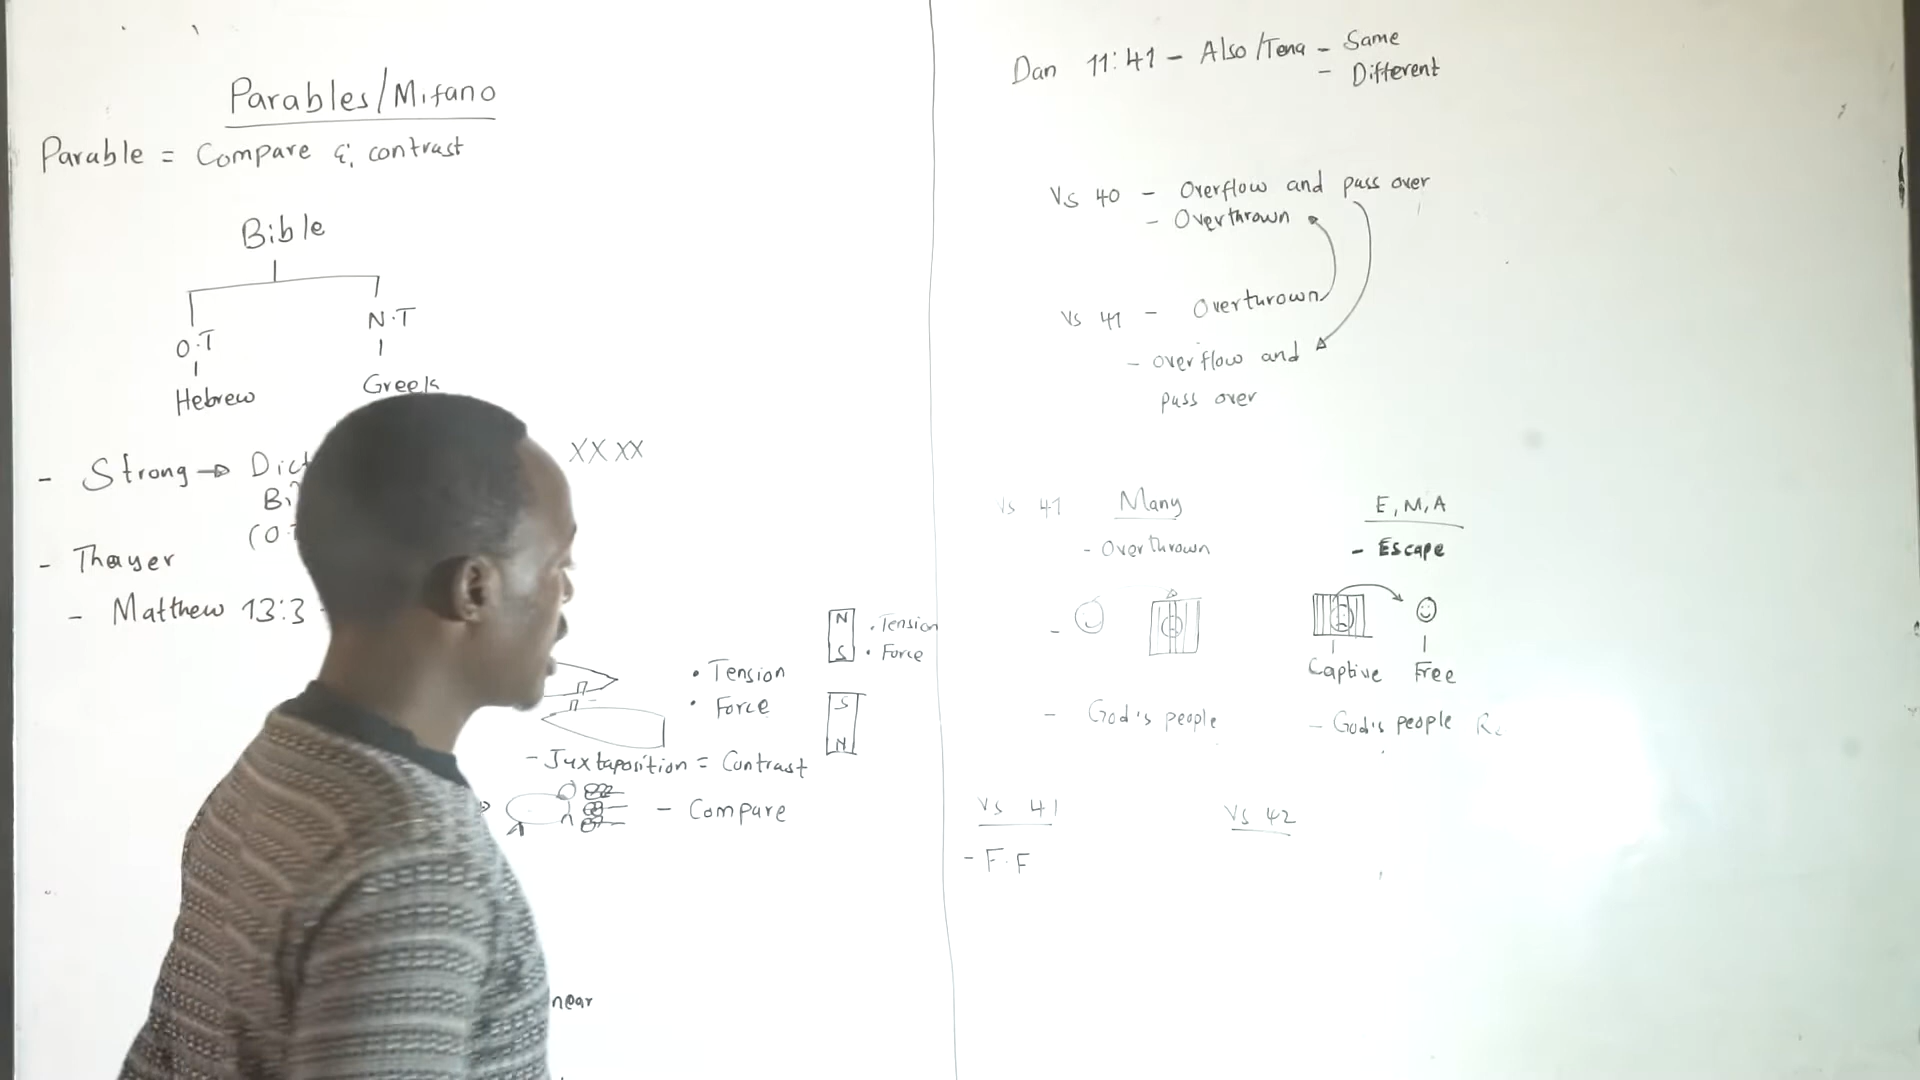 Parables/Mifano
Parable = Compare & contrast
Bible
O.T
N.T
Hebrew
Greek
- Strong → Dict
(O.
- Thayer
- Matthew 13:3
XX XX
• Tension
• Force
- Juxtaposition = Contrast
- Compare
N
S
• Tension
• Force
S
N
near
Dan 11:41 - Also/Tena - Same
- Different
Vs 40 - Overflow and pass over
- Overthrown
Vs 41 - Overthrown
- overflow and
pass over
Vs 41 Many
- Overthrown
E, M, A
- Escape
Captive Free
- God's people
- God's people
Vs 41
- F.F
Vs 42